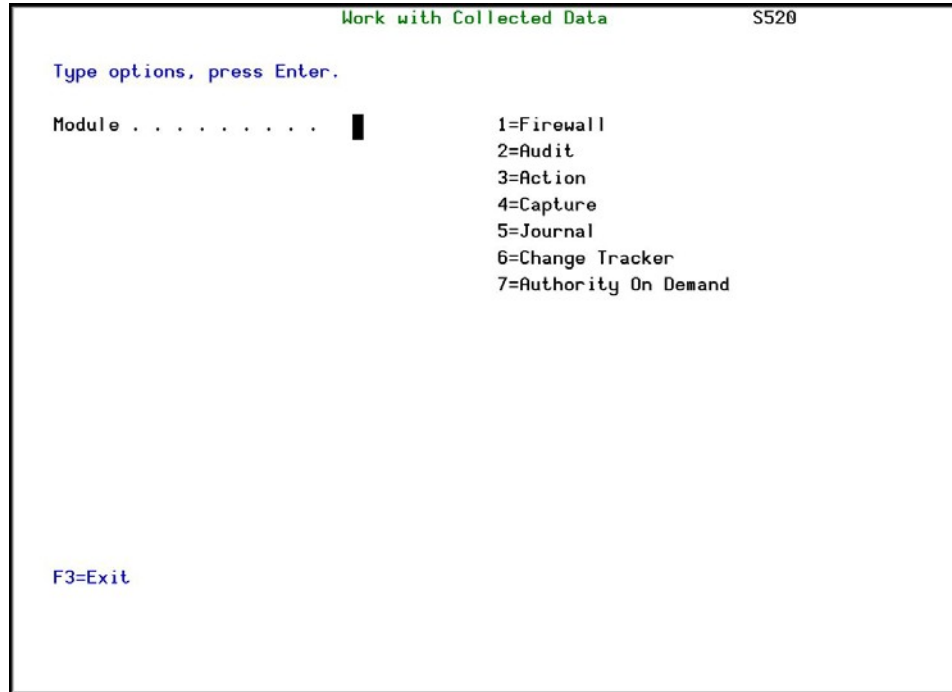 Work with Collected Data S520
Type options, press Enter.
Module . . . . . . . . . 1=Firewall
2=Audit
3=Action
4=Capture
5=Journal
6=Change Tracker
7=Authority On Demand
F3=Exit